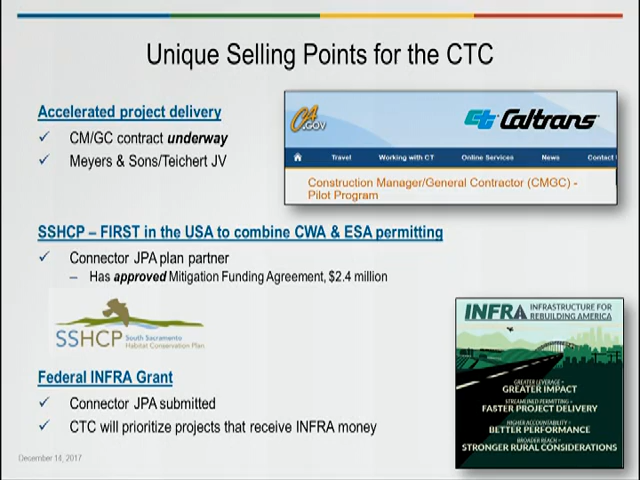 Unique Selling Points for the CTC
Accelerated project delivery
✓ CM/GC contract underway
✓ Meyers & Sons/Teichert JV
CA.GOV
CT Caltrans
Travel Working with CT Online Services News Contact
Construction Manager/General Contractor (CMGC) -
Pilot Program
SSHCP – FIRST in the USA to combine CWA & ESA permitting
✓ Connector JPA plan partner
– Has approved Mitigation Funding Agreement, $2.4 million
SSHCP South Sacramento
Habitat Conservation Plan
Federal INFRA Grant
✓ Connector JPA submitted
✓ CTC will prioritize projects that receive INFRA money
INFRA INFRASTRUCTURE FOR
REBUILDING AMERICA
GREATER LEVERAGE =
GREATER IMPACT
STREAMLINED PERMITTING =
FASTER PROJECT DELIVERY
HIGHER ACCOUNTABILITY =
BETTER PERFORMANCE
BROADER REACH =
STRONGER RURAL CONSIDERATIONS
December 14, 2017